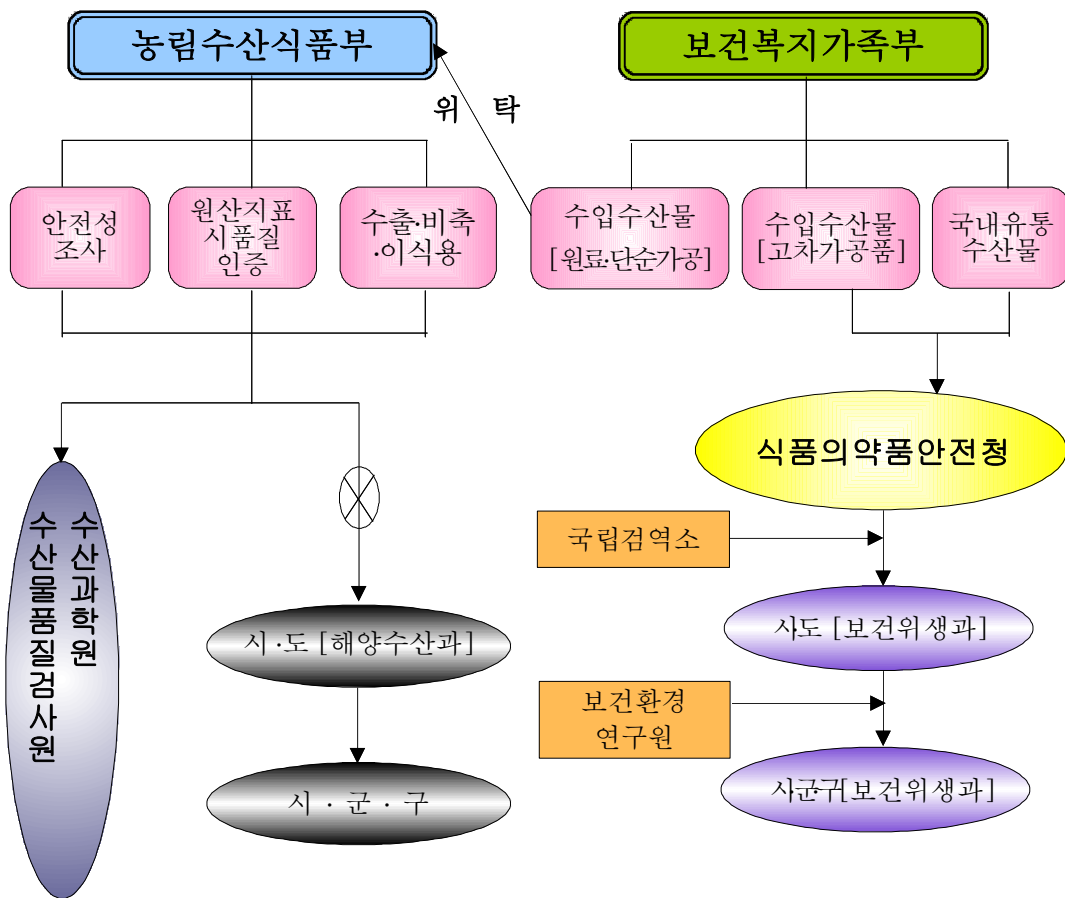 농림수산식품부
보건복지가족부
위 탁
안전성
조사
원산지표
시품질
인증
수출·비축
·이식용
수입수산물
[원료·단순가공]
수입수산물
[고차가공품]
국내유통
수산물
식품의약품안전청
국립검역소
수산과학원
수산물품질검사원
시·도 [해양수산과]
시·도 [보건위생과]
보건환경
연구원
시·군·구
시·군·구[보건위생과]